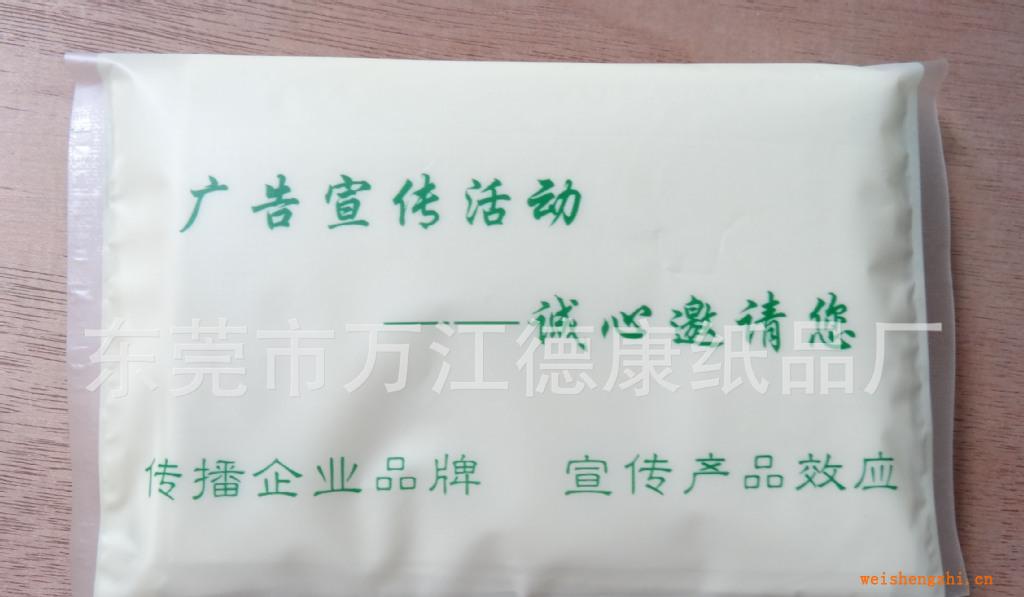 广告宣传活动
——诚心邀请您
东莞市万江德康纸品厂
传播企业品牌 宣传产品效应
weishengzhi.cn